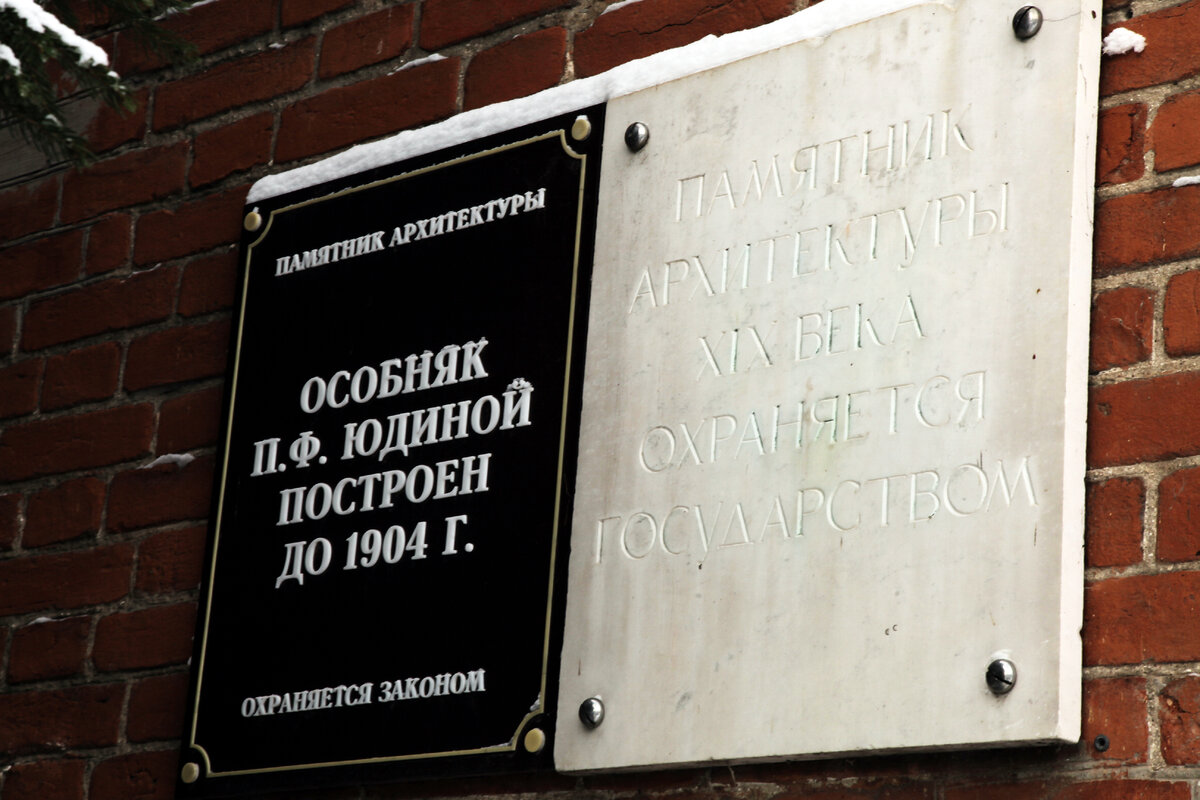 ПАМЯТНИК АРХИТЕКТУРЫ
ОСОБНЯК
П.Ф. ЮДИНОЙ
ПОСТРОЕН
ДО 1904 Г.
ОХРАНЯЕТСЯ ЗАКОНОМ
ПАМЯТНИК
АРХИТЕКТУРЫ
XIX ВЕКА
ОХРАНЯЕТСЯ
ГОСУДАРСТВОМ